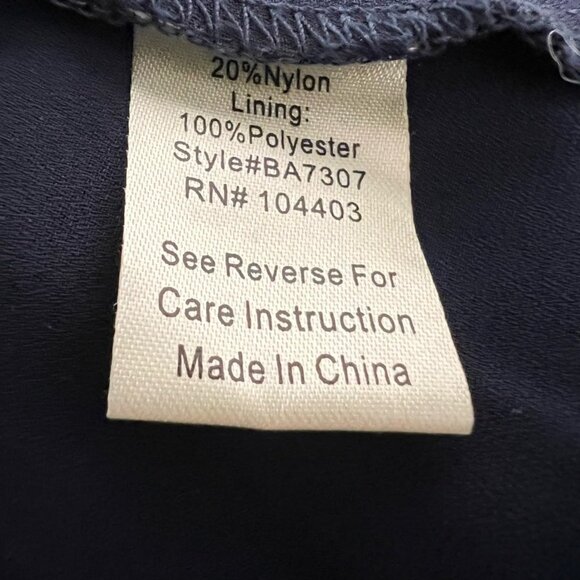 20%Nylon
Lining:
100%Polyester
Style#BA7307
RN# 104403
See Reverse For
Care Instruction
Made In China